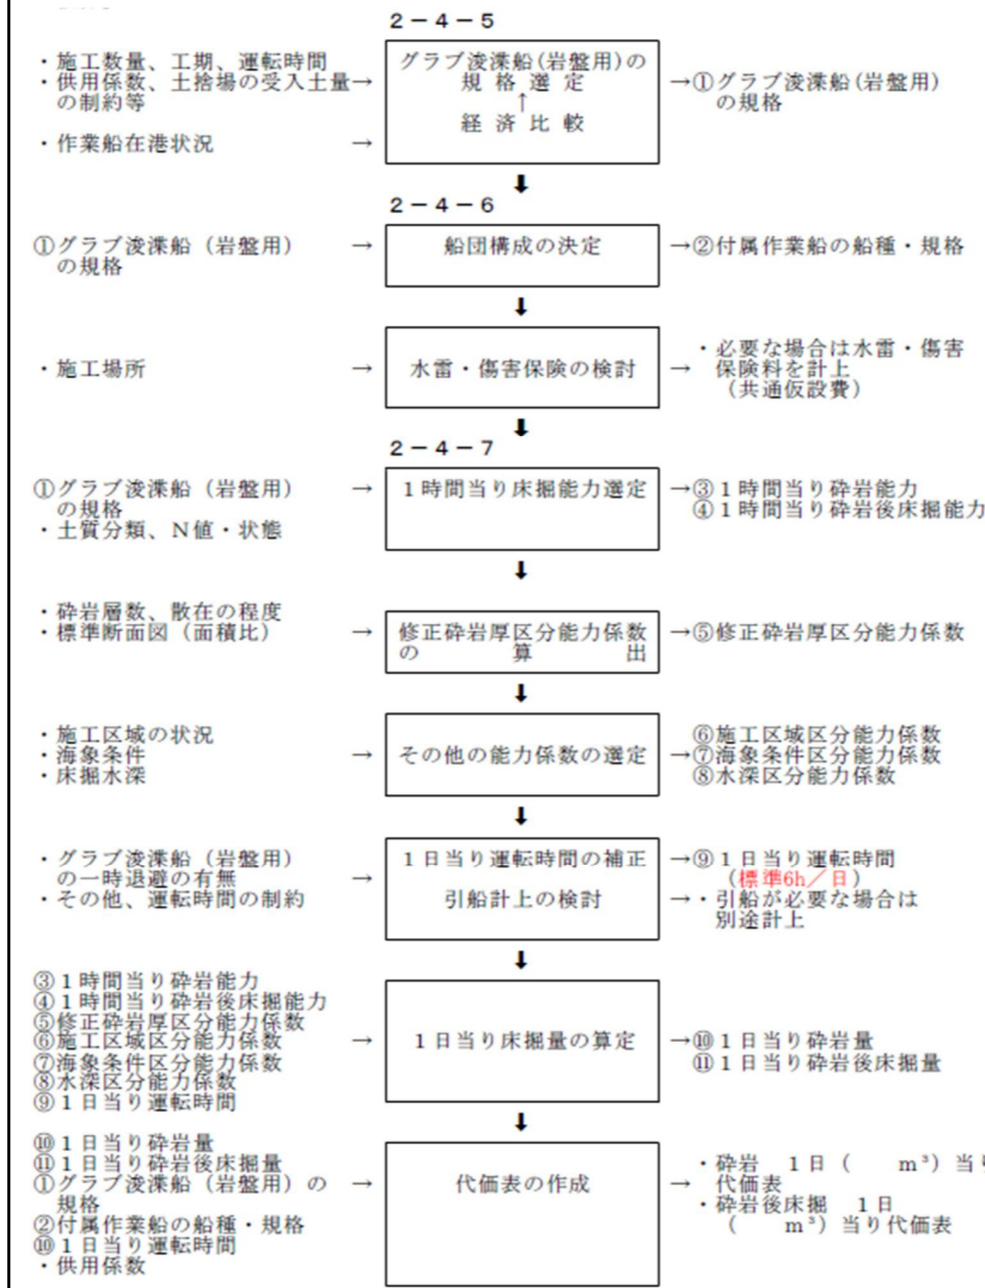 2－4－5
・施工数量、工期、運転時間
・供用係数、土捨場の受入土量→
の制約等
・作業船在港状況 →
グラブ浚渫船(岩盤用)の
規格選定
↑
経済比較
→①グラブ浚渫船(岩盤用)
の規格
⬇
2－4－6
①グラブ浚渫船（岩盤用） →
の規格
船団構成の決定
→②付属作業船の船種・規格
⬇
・施工場所 →
水雷・傷害保険の検討
→ ・必要な場合は水雷・傷害
保険料を計上
（共通仮設費）
⬇
2－4－7
①グラブ浚渫船（岩盤用） →
の規格
・土質分類、Ｎ値・状態
１時間当り床掘能力選定
→③１時間当り砕岩能力
④１時間当り砕岩後床掘能力
⬇
・砕岩層数、散在の程度
・標準断面図（面積比） →
修正砕岩厚区分能力係数
の算出
→⑤修正砕岩厚区分能力係数
⬇
・施工区域の状況
・海象条件 →
・床掘水深
その他の能力係数の選定
⑥施工区域区分能力係数
→⑦海象条件区分能力係数
⑧水深区分能力係数
⬇
・グラブ浚渫船（岩盤用）
の一時退避の有無 →
・その他、運転時間の制約
１日当り運転時間の補正
引船計上の検討
→⑨１日当り運転時間
（標準6h／日）
→・引船が必要な場合は
別途計上
⬇
③１時間当り砕岩能力
④１時間当り砕岩後床掘能力
⑤修正砕岩厚区分能力係数
⑥施工区域区分能力係数 →
⑦海象条件区分能力係数
⑧水深区分能力係数
⑨１日当り運転時間
１日当り床掘量の算定
→⑩１日当り砕岩量
⑪１日当り砕岩後床掘量
⬇
⑩１日当り砕岩量
⑪１日当り砕岩後床掘量
①グラブ浚渫船（岩盤用）の →
規格
②付属作業船の船種・規格
⑩１日当り運転時間
・供用係数
代価表の作成
→ ・砕岩 １日（ ｍ³）当り
代価表
・砕岩後床掘 １日
（ ｍ³）当り代価表